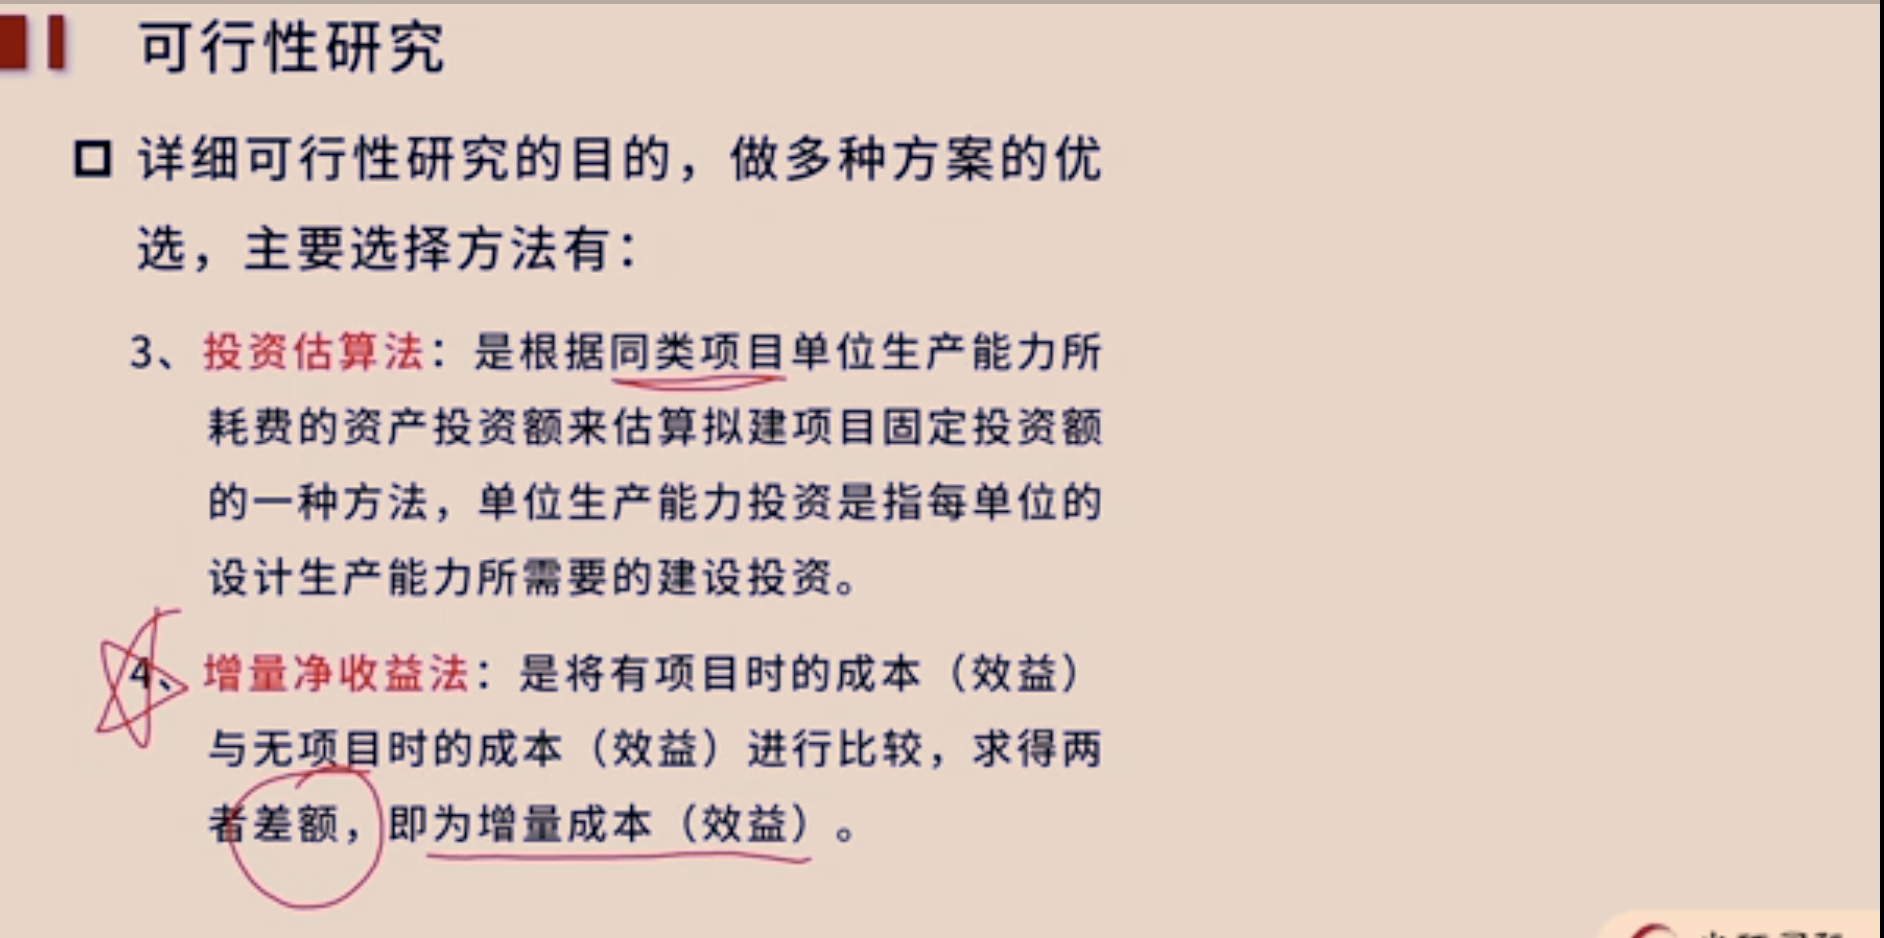 可行性研究
详细可行性研究的目的，做多种方案的优
选，主要选择方法有：
3、投资估算法：是根据同类项目单位生产能力所
耗费的资产投资额来估算拟建项目固定投资额
的一种方法，单位生产能力投资是指每单位的
设计生产能力所需要的建设投资。
4、增量净收益法：是将有项目时的成本（效益）
与无项目时的成本（效益）进行比较，求得两
者差额，即为增量成本（效益）。